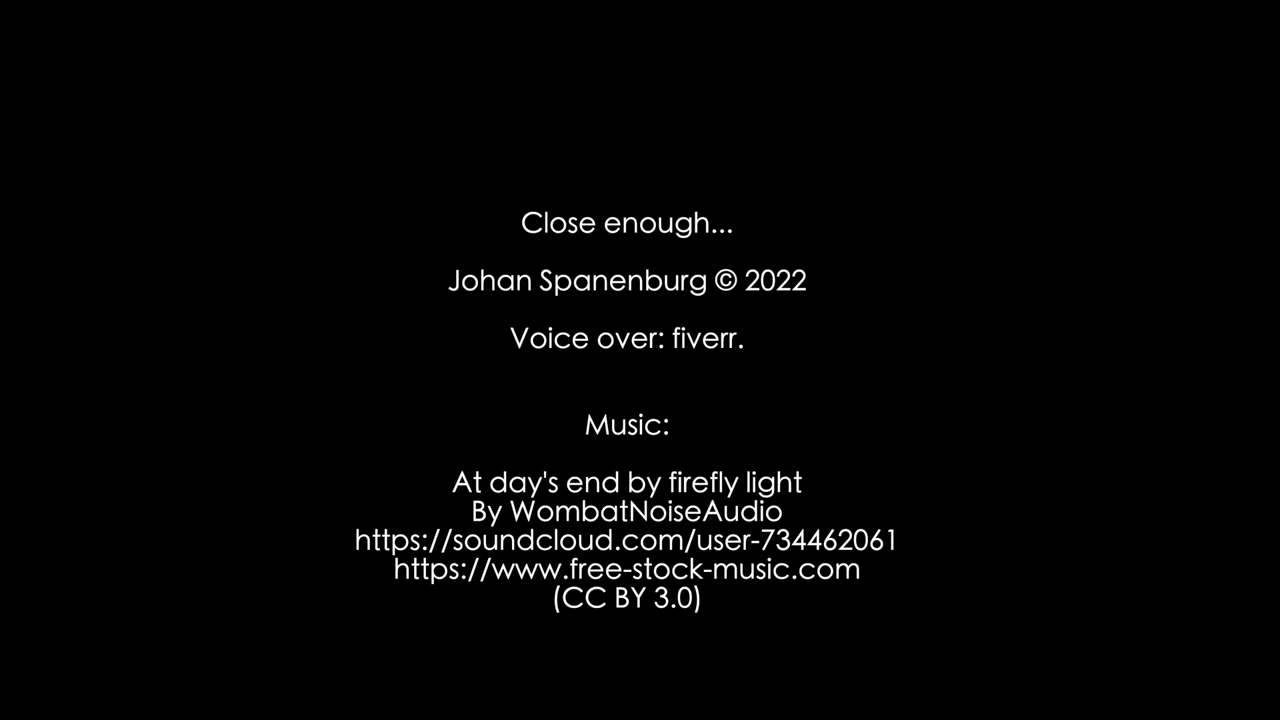 Close enough...
Johan Spanenburg © 2022
Voice over: fiverr.
Music:
At day's end by firefly light
By WombatNoiseAudio
https://soundcloud.com/user-734462061
https://www.free-stock-music.com
(CC BY 3.0)